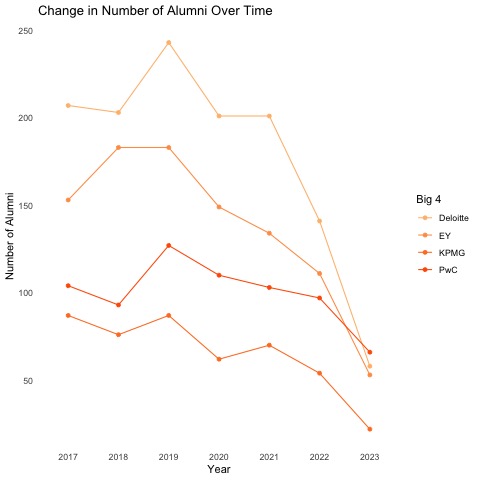 Change in Number of Alumni Over Time
250
200
150
100
50
Number of Alumni
2017 2018 2019 2020 2021 2022 2023
Year
Big 4
Deloitte
EY
KPMG
PwC